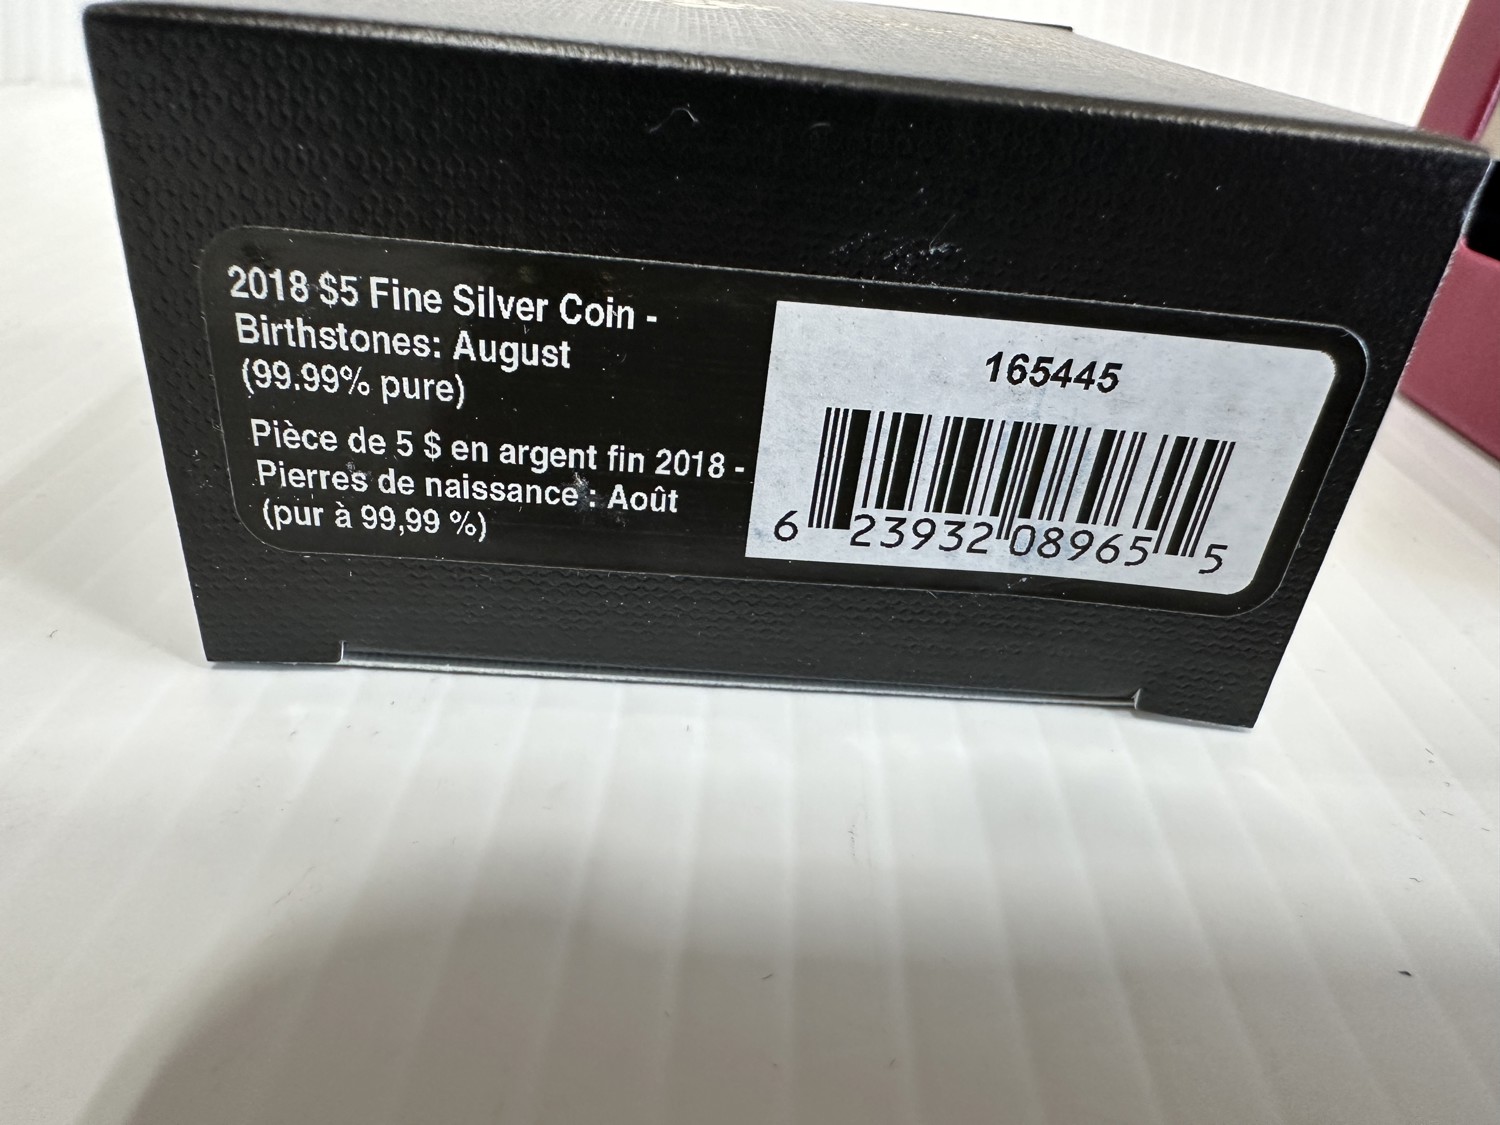 2018 $5 Fine Silver Coin -
Birthstones: August
(99.99% pure)
Pièce de 5 $ en argent fin 2018 -
Pierres de naissance : Août
(pur à 99,99 %)
165445
6 23932 08965 5